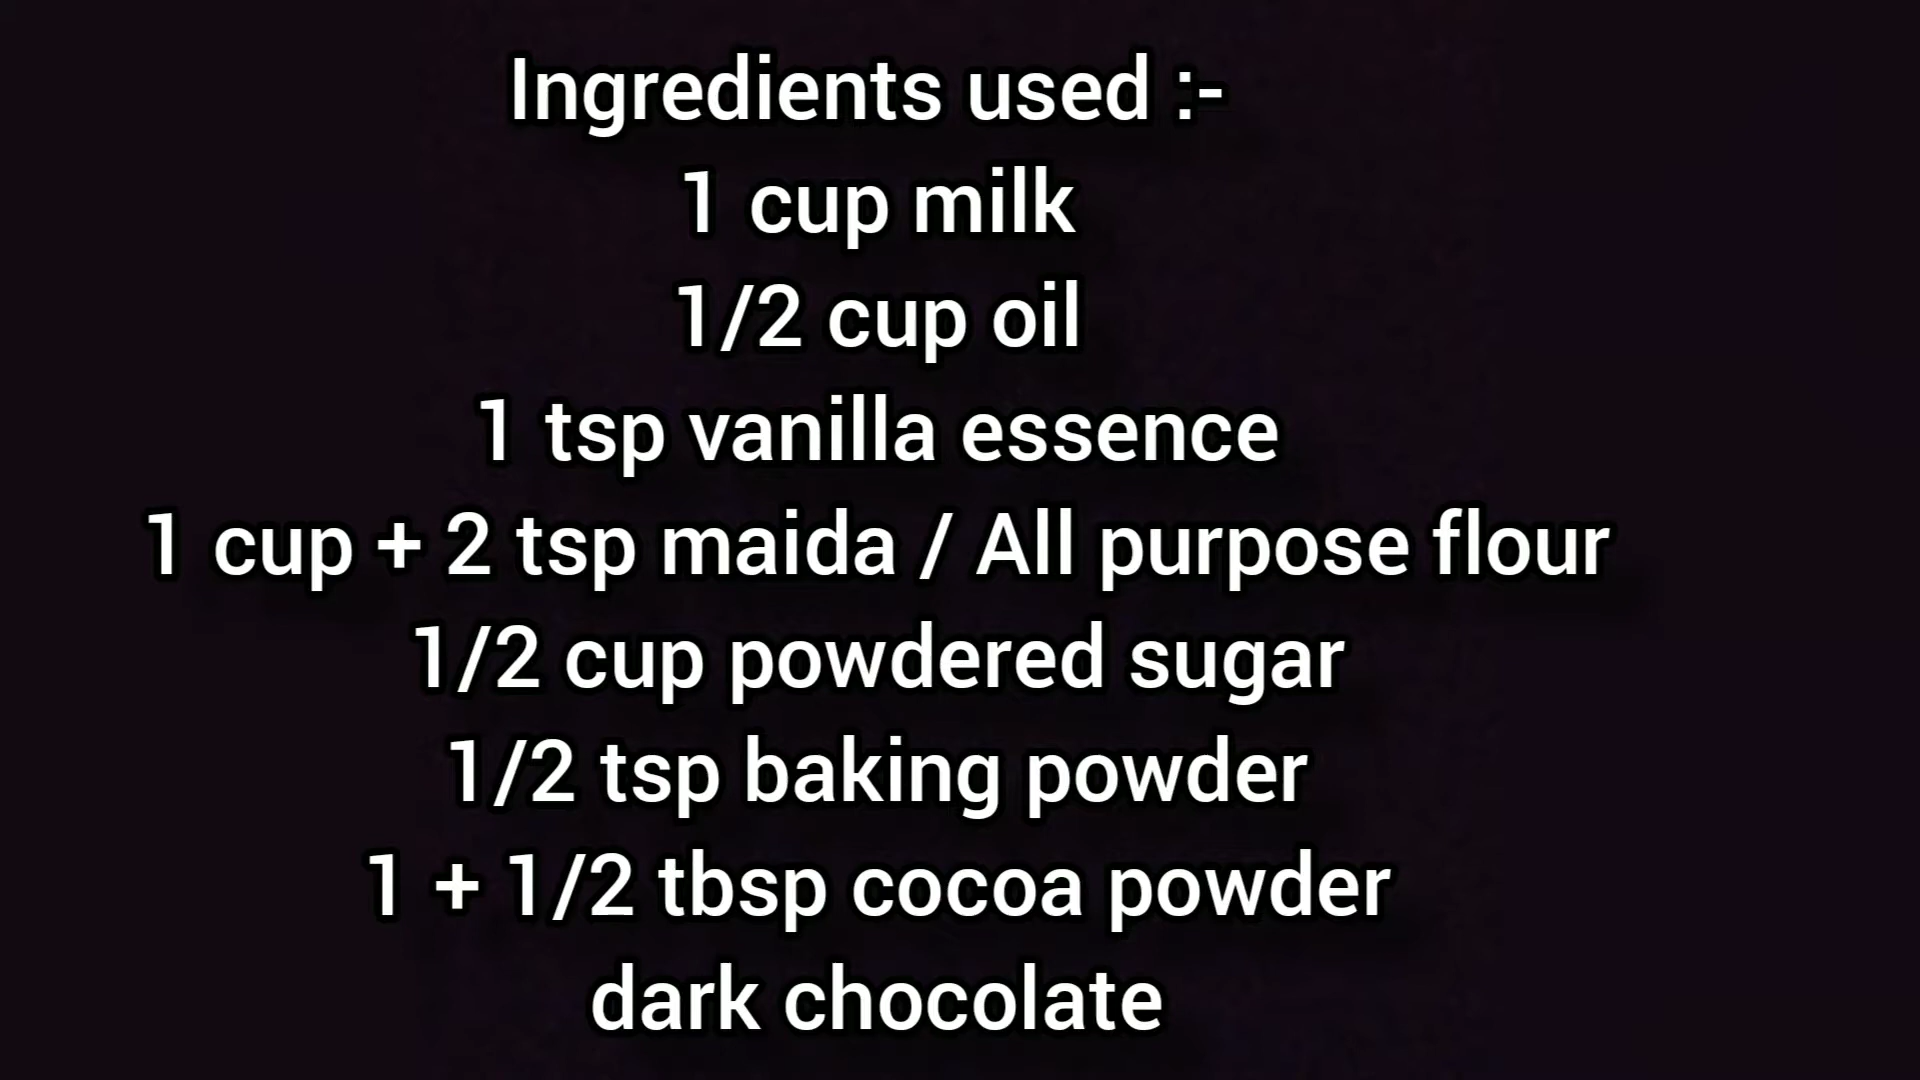 Ingredients used :-
1 cup milk
1/2 cup oil
1 tsp vanilla essence
1 cup + 2 tsp maida / All purpose flour
1/2 cup powdered sugar
1/2 tsp baking powder
1 + 1/2 tbsp cocoa powder
dark chocolate